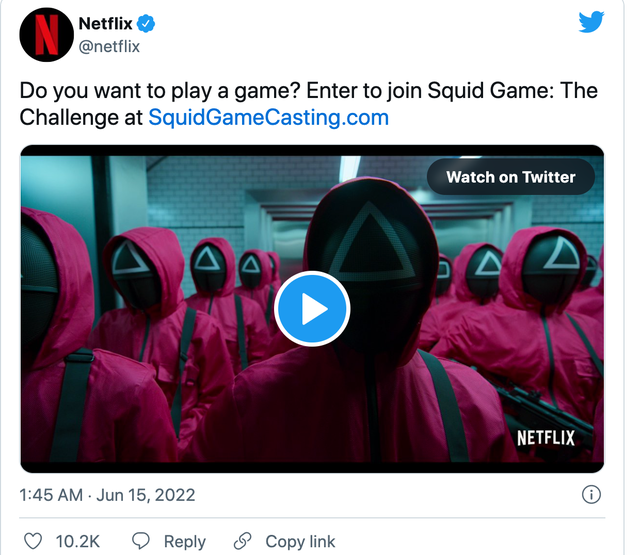 Netflix
@netflix
Do you want to play a game? Enter to join Squid Game: The
Challenge at SquidGameCasting.com
Watch on Twitter
NETFLIX
1:45 AM · Jun 15, 2022
10.2K Reply Copy link